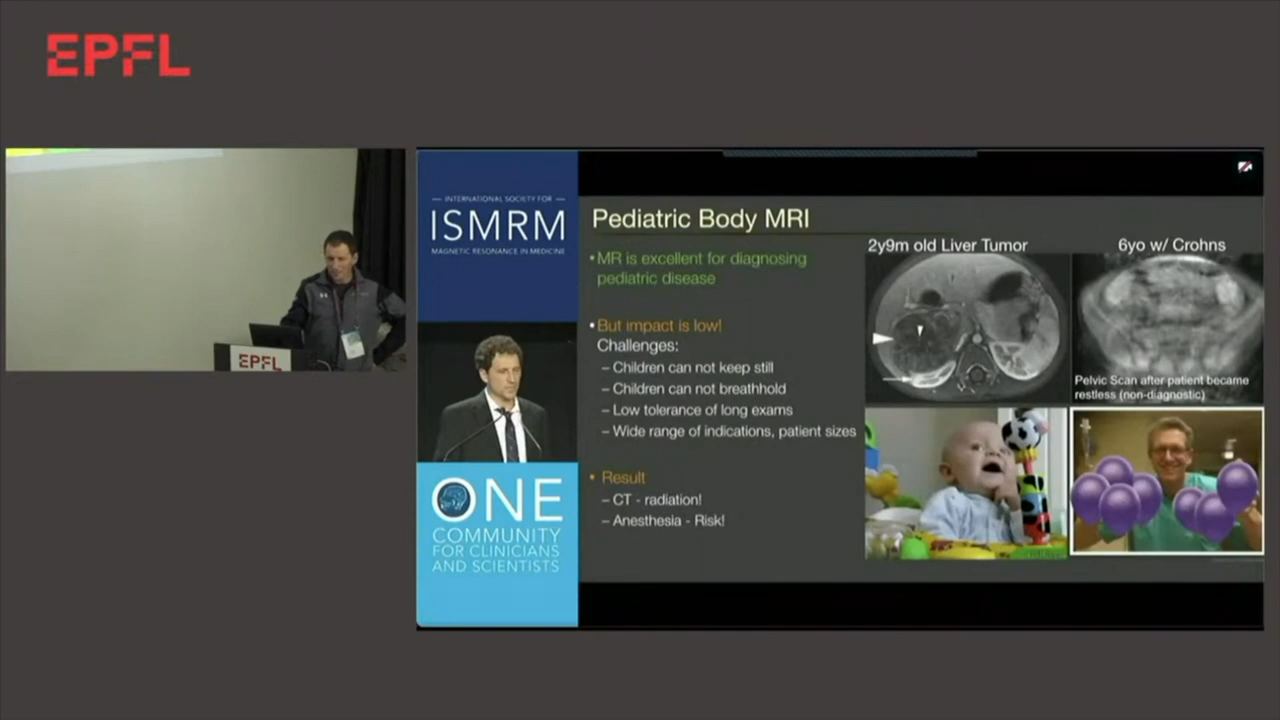 EPFL
EPFL
— INTERNATIONAL SOCIETY FOR —
ISMRM
MAGNETIC RESONANCE IN MEDICINE
ONE
COMMUNITY
FOR CLINICIANS
AND SCIENTISTS
Pediatric Body MRI
•MR is excellent for diagnosing
pediatric disease
•But impact is low!
Challenges:
– Children can not keep still
– Children can not breathhold
– Low tolerance of long exams
– Wide range of indications, patient sizes
• Result
– CT - radiation!
– Anesthesia - Risk!
2y9m old Liver Tumor
6yo w/ Crohns
Pelvic Scan after patient became
restless (non-diagnostic)